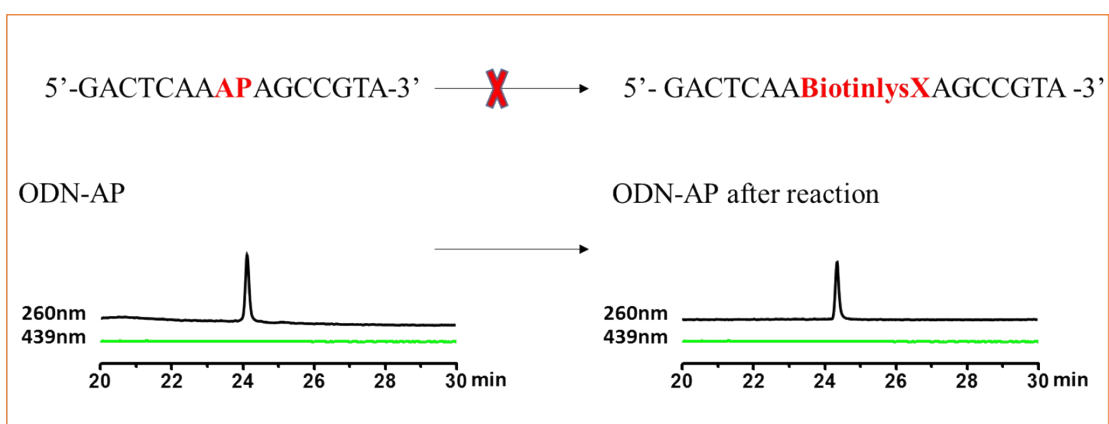 5’-GACTCAAAPAGCCGTA-3’
5’- GACTCAABiotinlysXAGCCGTA -3’
ODN-AP
ODN-AP after reaction
260nm
439nm
20 22 24 26 28 30 min
260nm
439nm
20 22 24 26 28 30 min